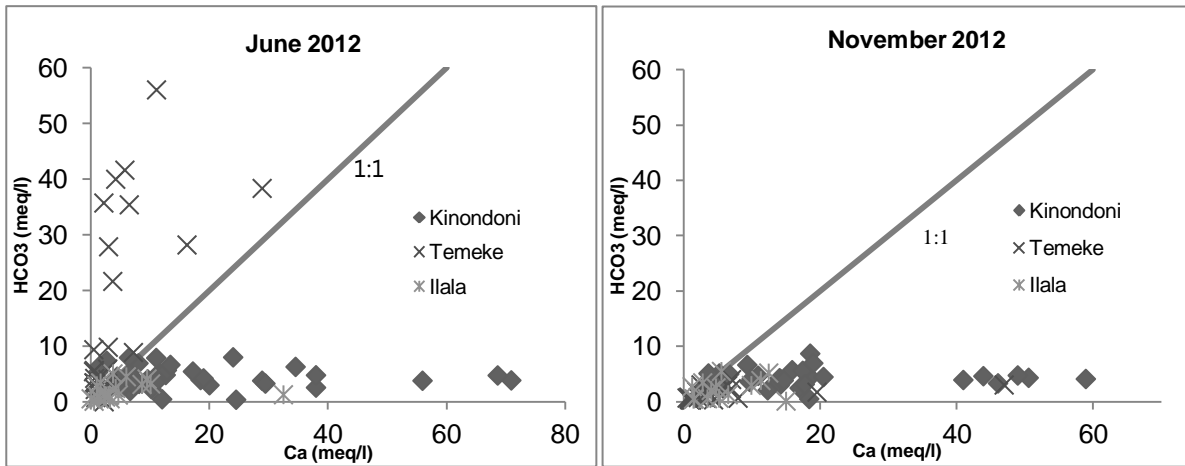 June 2012
60
50
40
30
20
10
0
HCO3 (meq/l)
1:1
Kinondoni
Temeke
Ilala
0 20 40 60 80
Ca (meq/l)
November 2012
60
50
40
30
20
10
0
HCO3 (meq/l)
1:1
Kinondoni
Temeke
Ilala
0 20 40 60
Ca (meq/l)